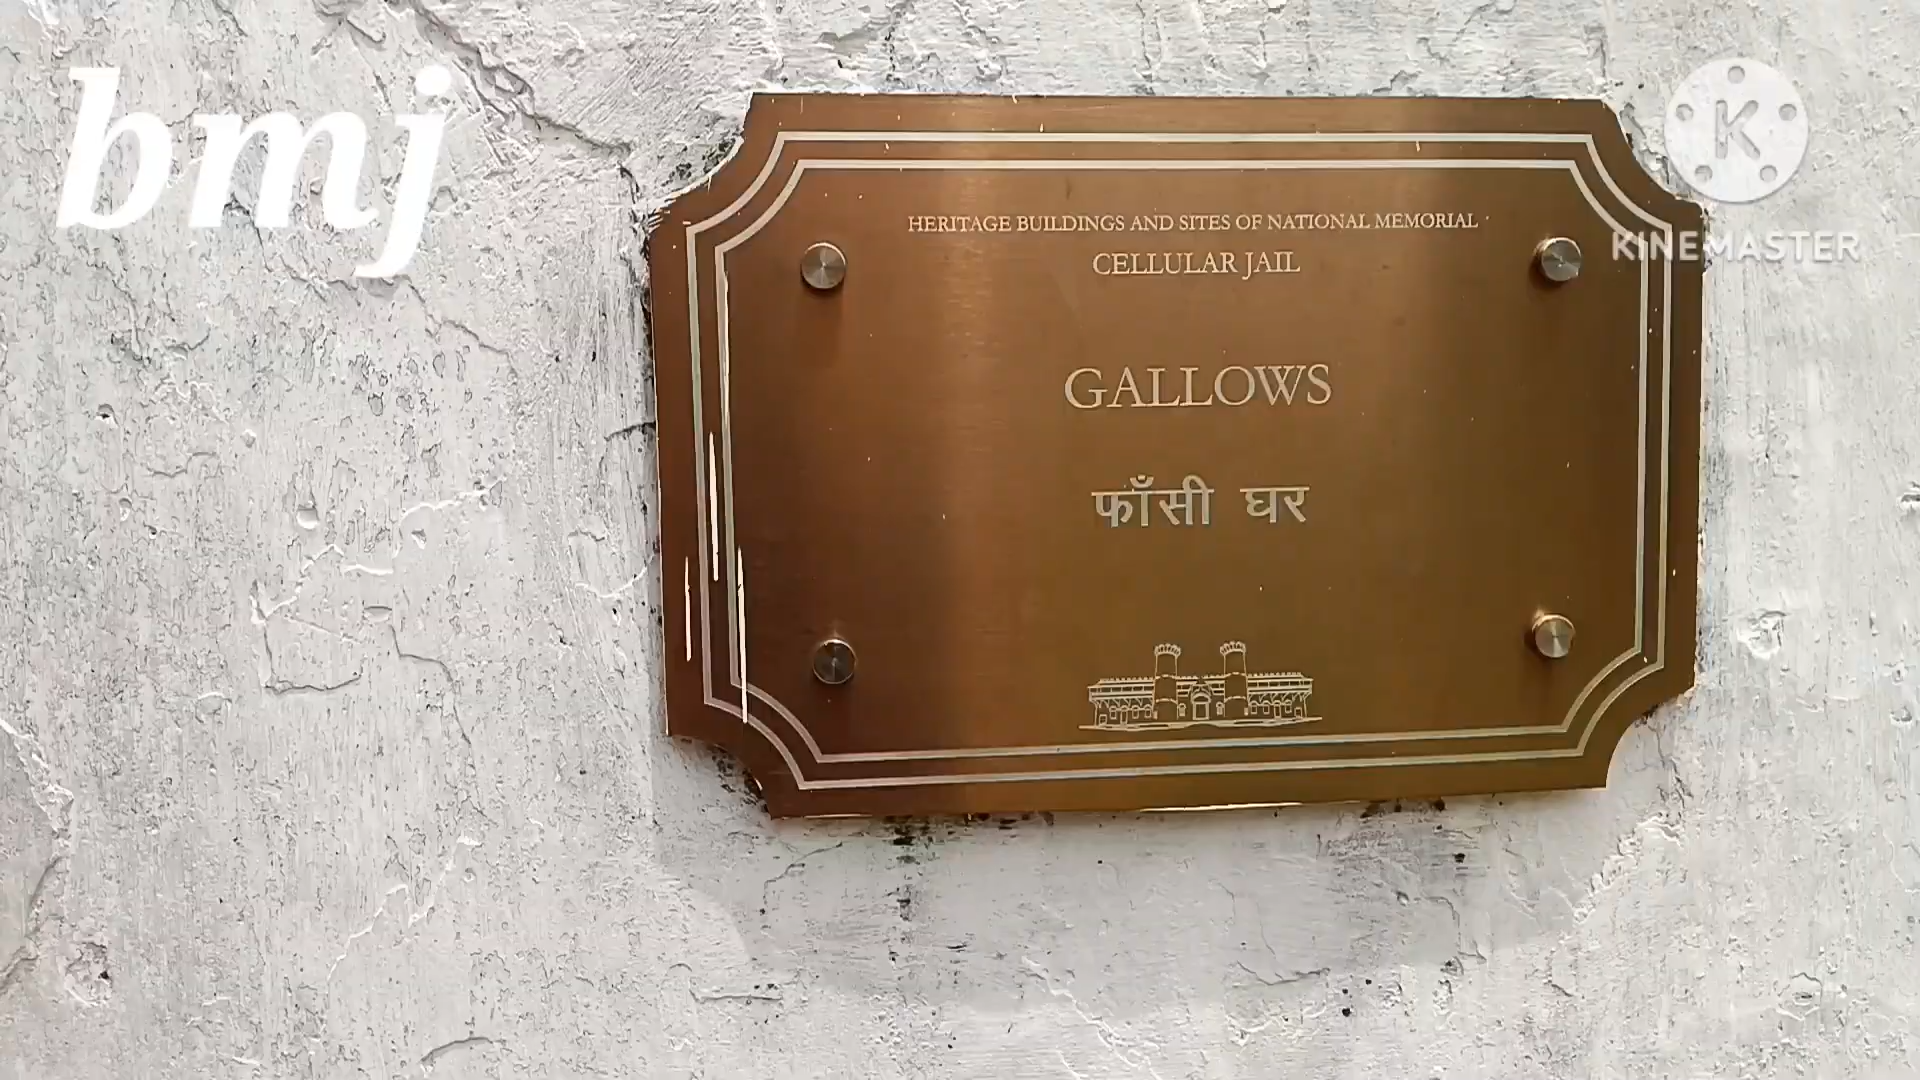 bmj
K
KINEMASTER
HERITAGE BUILDINGS AND SITES OF NATIONAL MEMORIAL
CELLULAR JAIL
GALLOWS
फाँसी घर